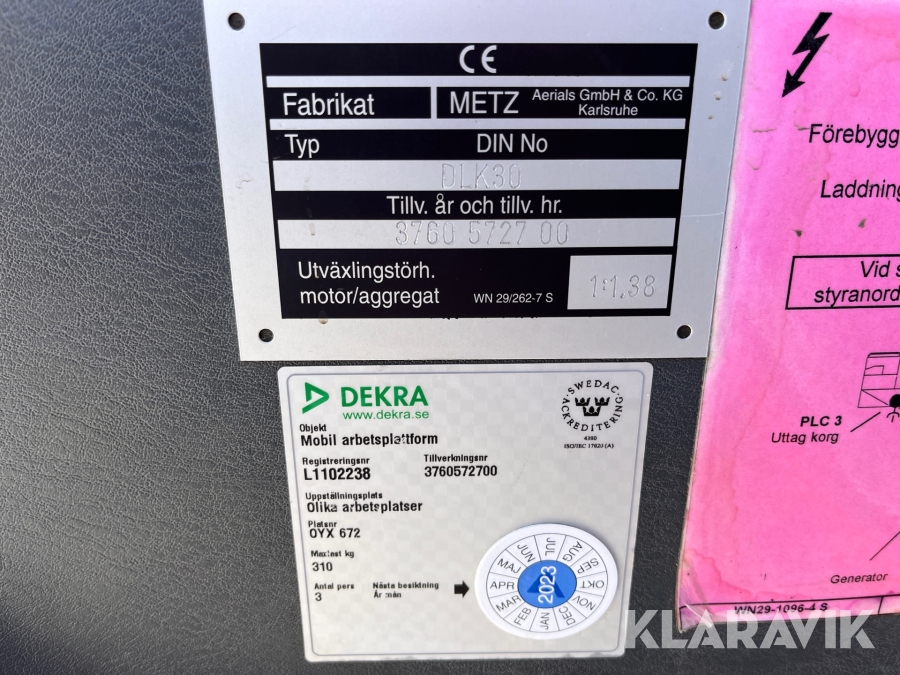 CE
Fabrikat
METZ Aerials GmbH & Co. KG
Karlsruhe
Typ DIN No
DLK30
Tillv. år och tillv. nr.
3760 5727 00
Utväxlingstörh.
motor/aggregat WN 29/262-7 S 1:1,38
DEKRA
www.dekra.se
SWEDAC
ACKREDITERING
4380
ISO/IEC 17020 (A)
Objekt
Mobil arbetsplattform
Registreringsnr Tillverkningsnr
L1102238 3760572700
Uppställningsplats
Olika arbetsplatser
Platsnr
OYX 672
Maxlast kg
310
Antal pers Nästa besiktning
3 År mån
JAN FEB MAR APR MAJ JUN JUL AUG SEP OKT NOV DEC
2023
Förebygg
Laddning
Vid s
styranord
PLC 3
Uttag korg
Generator
WN29-1096-4 S
KLARAVIK